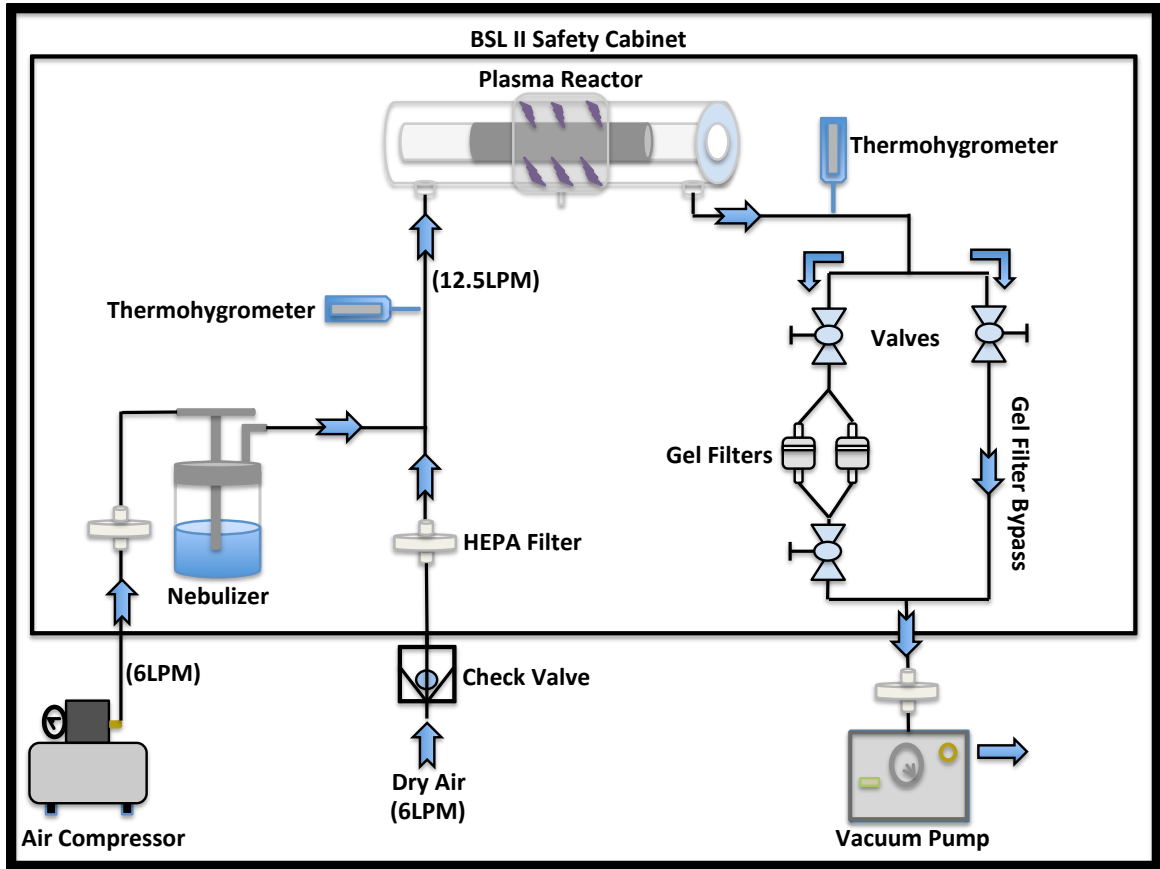 BSL II Safety Cabinet
Plasma Reactor
Thermohygrometer
(12.5LPM)
Thermohygrometer
Valves
Gel Filters
Gel Filter Bypass
HEPA Filter
Nebulizer
(6LPM)
Check Valve
Dry Air
(6LPM)
Air Compressor
Vacuum Pump